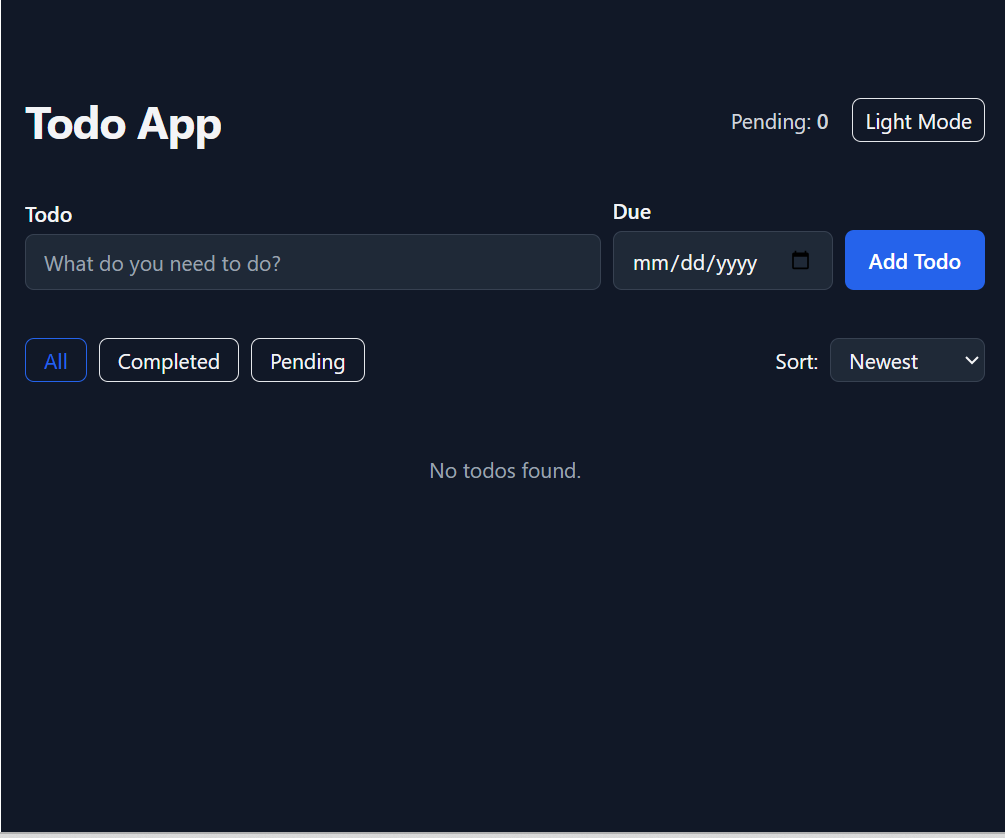 Todo App
Pending: 0
Light Mode
Todo
Due
What do you need to do?
mm/dd/yyyy
Add Todo
All
Completed
Pending
Sort:
Newest
No todos found.